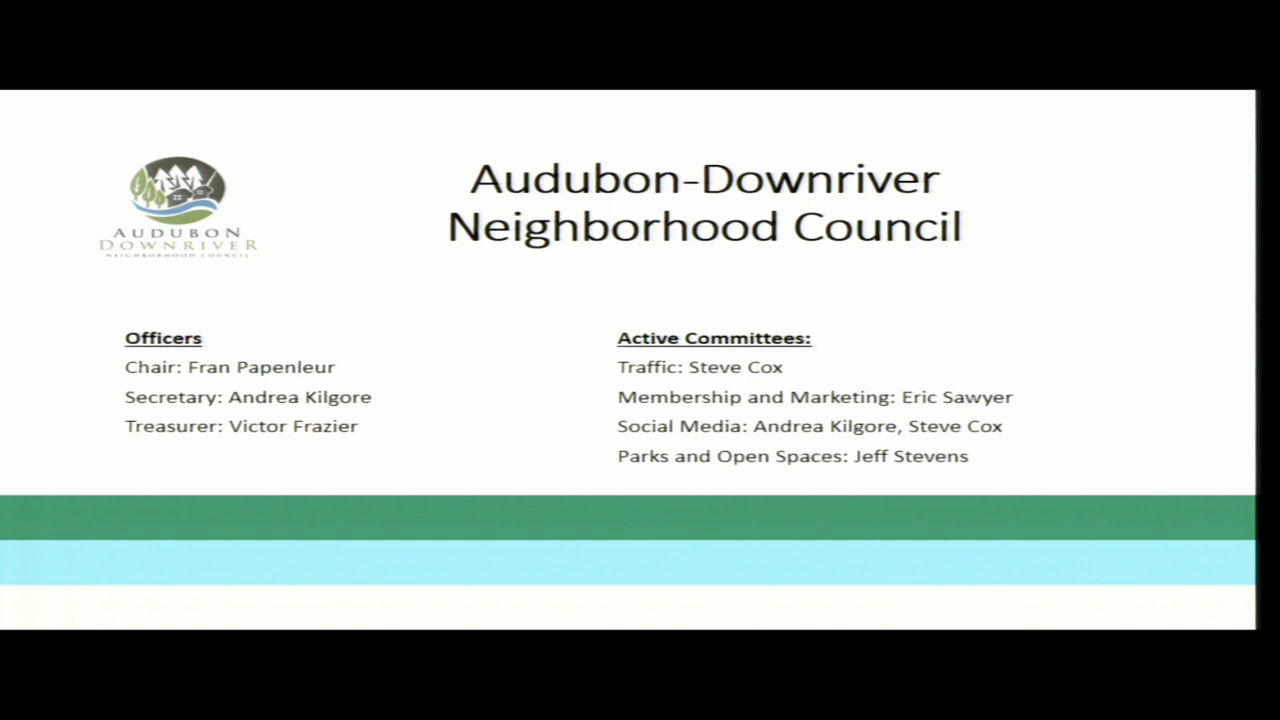 Audubon-Downriver
Neighborhood Council
AUDUBON
DOWNRIVER
NEIGHBORHOOD COUNCIL
Officers
Chair: Fran Papenleur
Secretary: Andrea Kilgore
Treasurer: Victor Frazier
Active Committees:
Traffic: Steve Cox
Membership and Marketing: Eric Sawyer
Social Media: Andrea Kilgore, Steve Cox
Parks and Open Spaces: Jeff Stevens